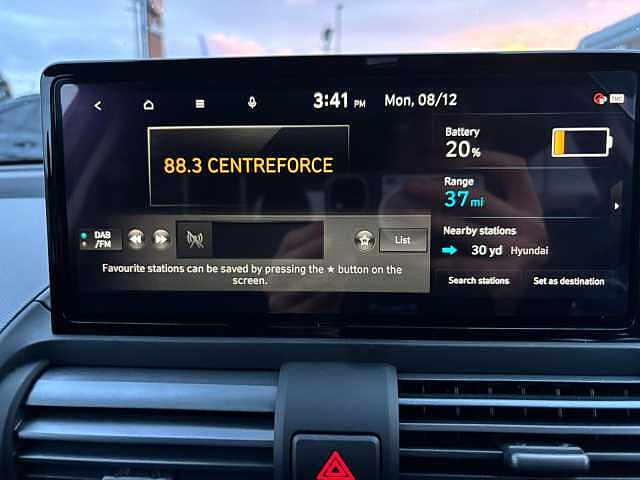 3:41 PM Mon, 08/12
TMC
88.3 CENTREFORCE
DAB
/FM
List
Favourite stations can be saved by pressing the ★ button on the
screen.
Battery
20%
Range
37 mi
Nearby stations
30 yd Hyundai
Search stations Set as destination